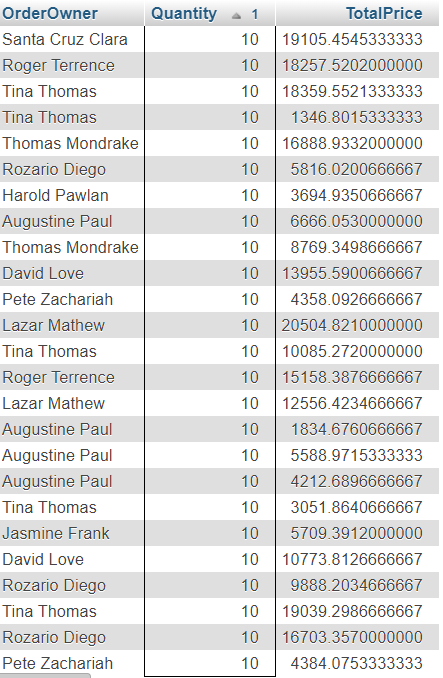 OrderOwner Quantity 1 TotalPrice
Santa Cruz Clara 10 19105.4545333333
Roger Terrence 10 18257.5202000000
Tina Thomas 10 18359.5521333333
Tina Thomas 10 1346.8015333333
Thomas Mondrake 10 16888.9332000000
Rozario Diego 10 5816.0200666667
Harold Pawlan 10 3694.9350666667
Augustine Paul 10 6666.0530000000
Thomas Mondrake 10 8769.3498666667
David Love 10 13955.5900666667
Pete Zachariah 10 4358.0926666667
Lazar Mathew 10 20504.8210000000
Tina Thomas 10 10085.2720000000
Roger Terrence 10 15158.3876666667
Lazar Mathew 10 12556.4234666667
Augustine Paul 10 1834.6760666667
Augustine Paul 10 5588.9715333333
Augustine Paul 10 4212.6896666667
Tina Thomas 10 3051.8640666667
Jasmine Frank 10 5709.3912000000
David Love 10 10773.8126666667
Rozario Diego 10 9888.2034666667
Tina Thomas 10 19039.2986666667
Rozario Diego 10 16703.3570000000
Pete Zachariah 10 4384.0753333333